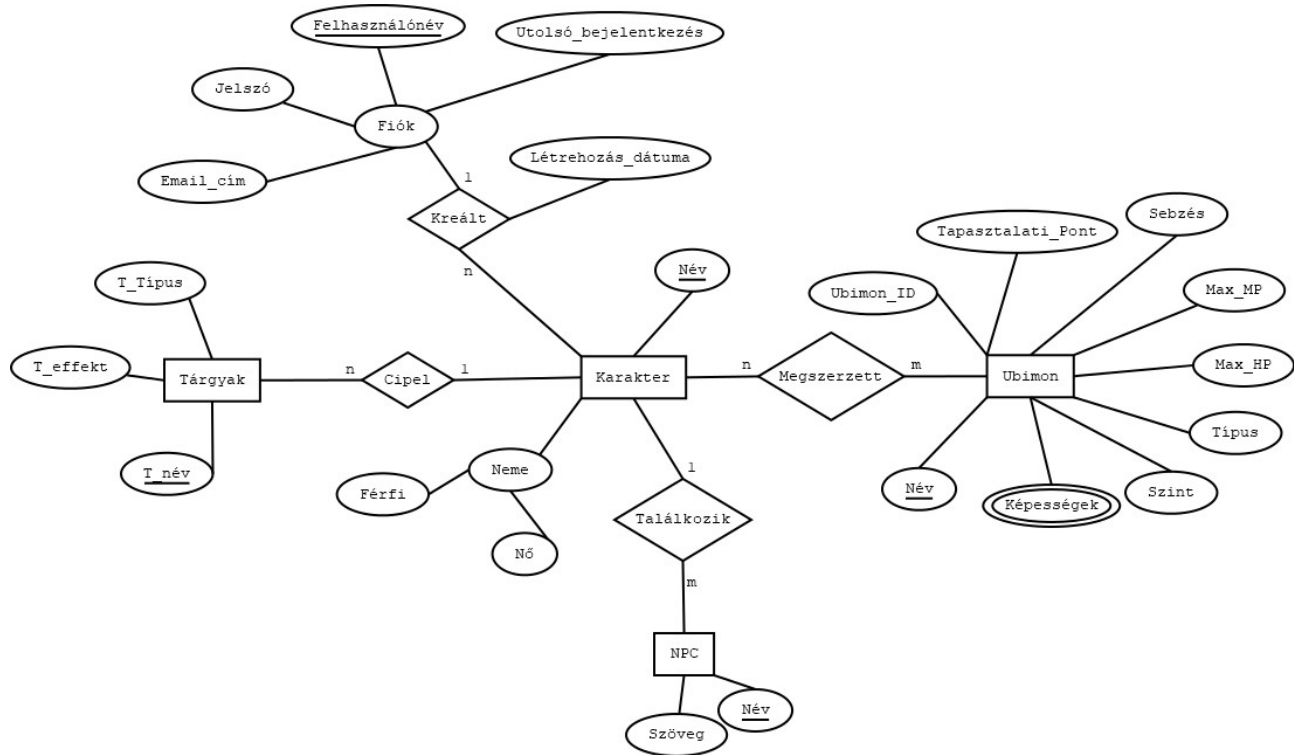 Felhasználónév
Utolsó_bejelentkezés
Jelszó
Fiók
Email_cím
Létrehozás_dátuma
1
Kreált
n
Név
T_Típus
T_effekt
Tárgyak
n
Cipel
1
Karakter
n
Megszerzett
m
Ubimon
Tapasztalati_Pont
Sebzés
Ubimon_ID
Max_MP
Max_HP
Típus
Szint
Képességek
Név
T_név
Neme
Férfi
Nő
1
Találkozik
m
NPC
Név
Szöveg